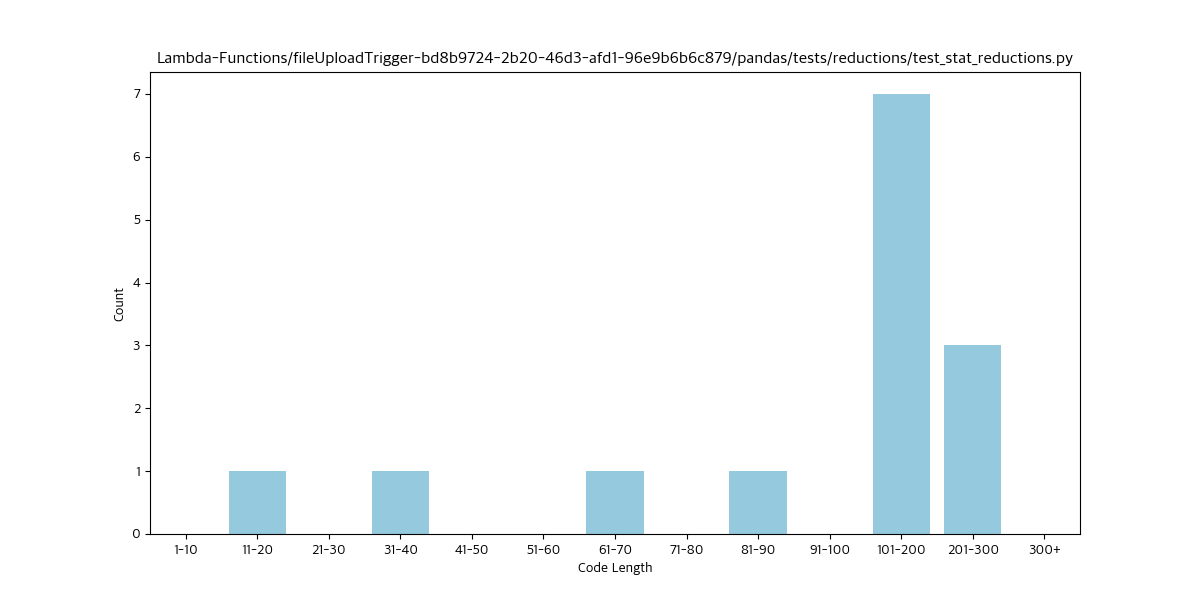 Lambda-Functions/fileUploadTrigger-bd8b9724-2b20-46d3-afd1-96e9b6b6c879/pandas/tests/reductions/test_stat_reductions.py
7
6
5
4
3
2
1
0
Count
1-10 11-20 21-30 31-40 41-50 51-60 61-70 71-80 81-90 91-100 101-200 201-300 300+
Code Length